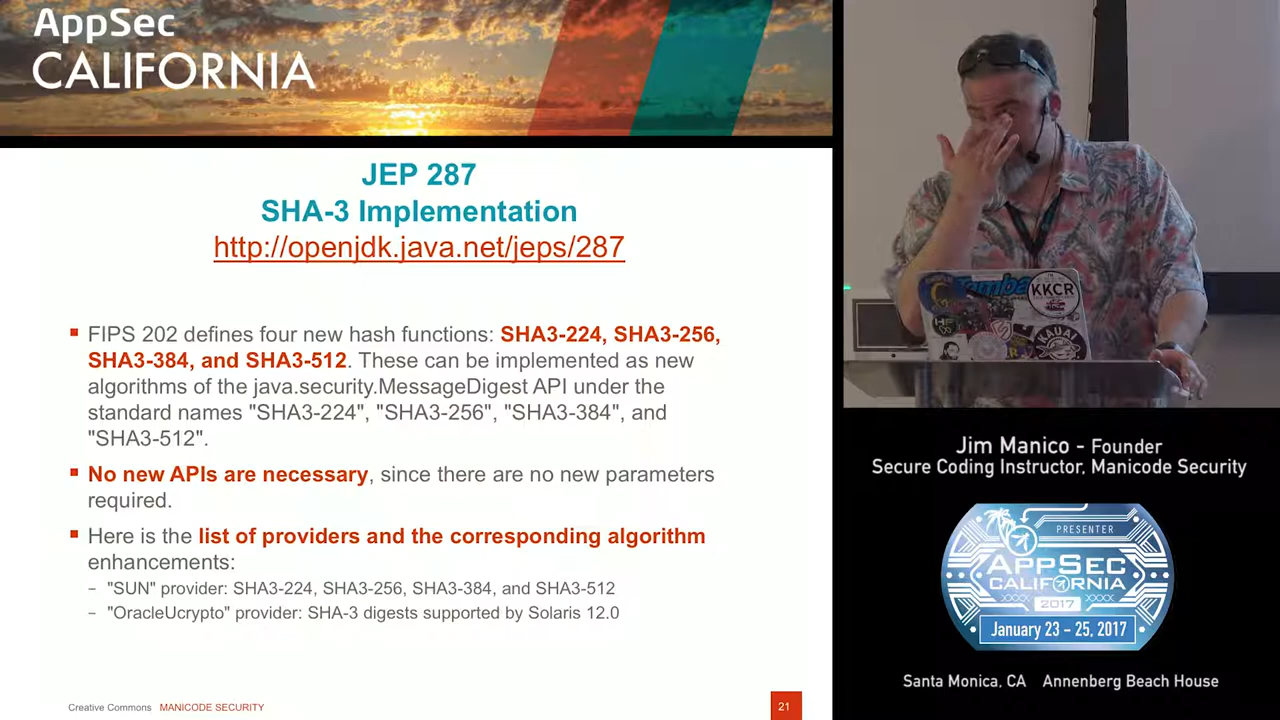 AppSec
CALIFORNIA
JEP 287
SHA-3 Implementation
http://openjdk.java.net/jeps/287
▪ FIPS 202 defines four new hash functions: SHA3-224, SHA3-256,
SHA3-384, and SHA3-512. These can be implemented as new
algorithms of the java.security.MessageDigest API under the
standard names "SHA3-224", "SHA3-256", "SHA3-384", and
"SHA3-512".
▪ No new APIs are necessary, since there are no new parameters
required.
▪ Here is the list of providers and the corresponding algorithm
enhancements:
– "SUN" provider: SHA3-224, SHA3-256, SHA3-384, and SHA3-512
– "OracleUcrypto" provider: SHA-3 digests supported by Solaris 12.0
Creative Commons MANICODE SECURITY
21
KKCR
KAUAI
Jim Manico - Founder
Secure Coding Instructor, Manicode Security
PRESENTER
APPSEC
CALIFORNIA
2017
January 23 - 25, 2017
Santa Monica, CA Annenberg Beach House